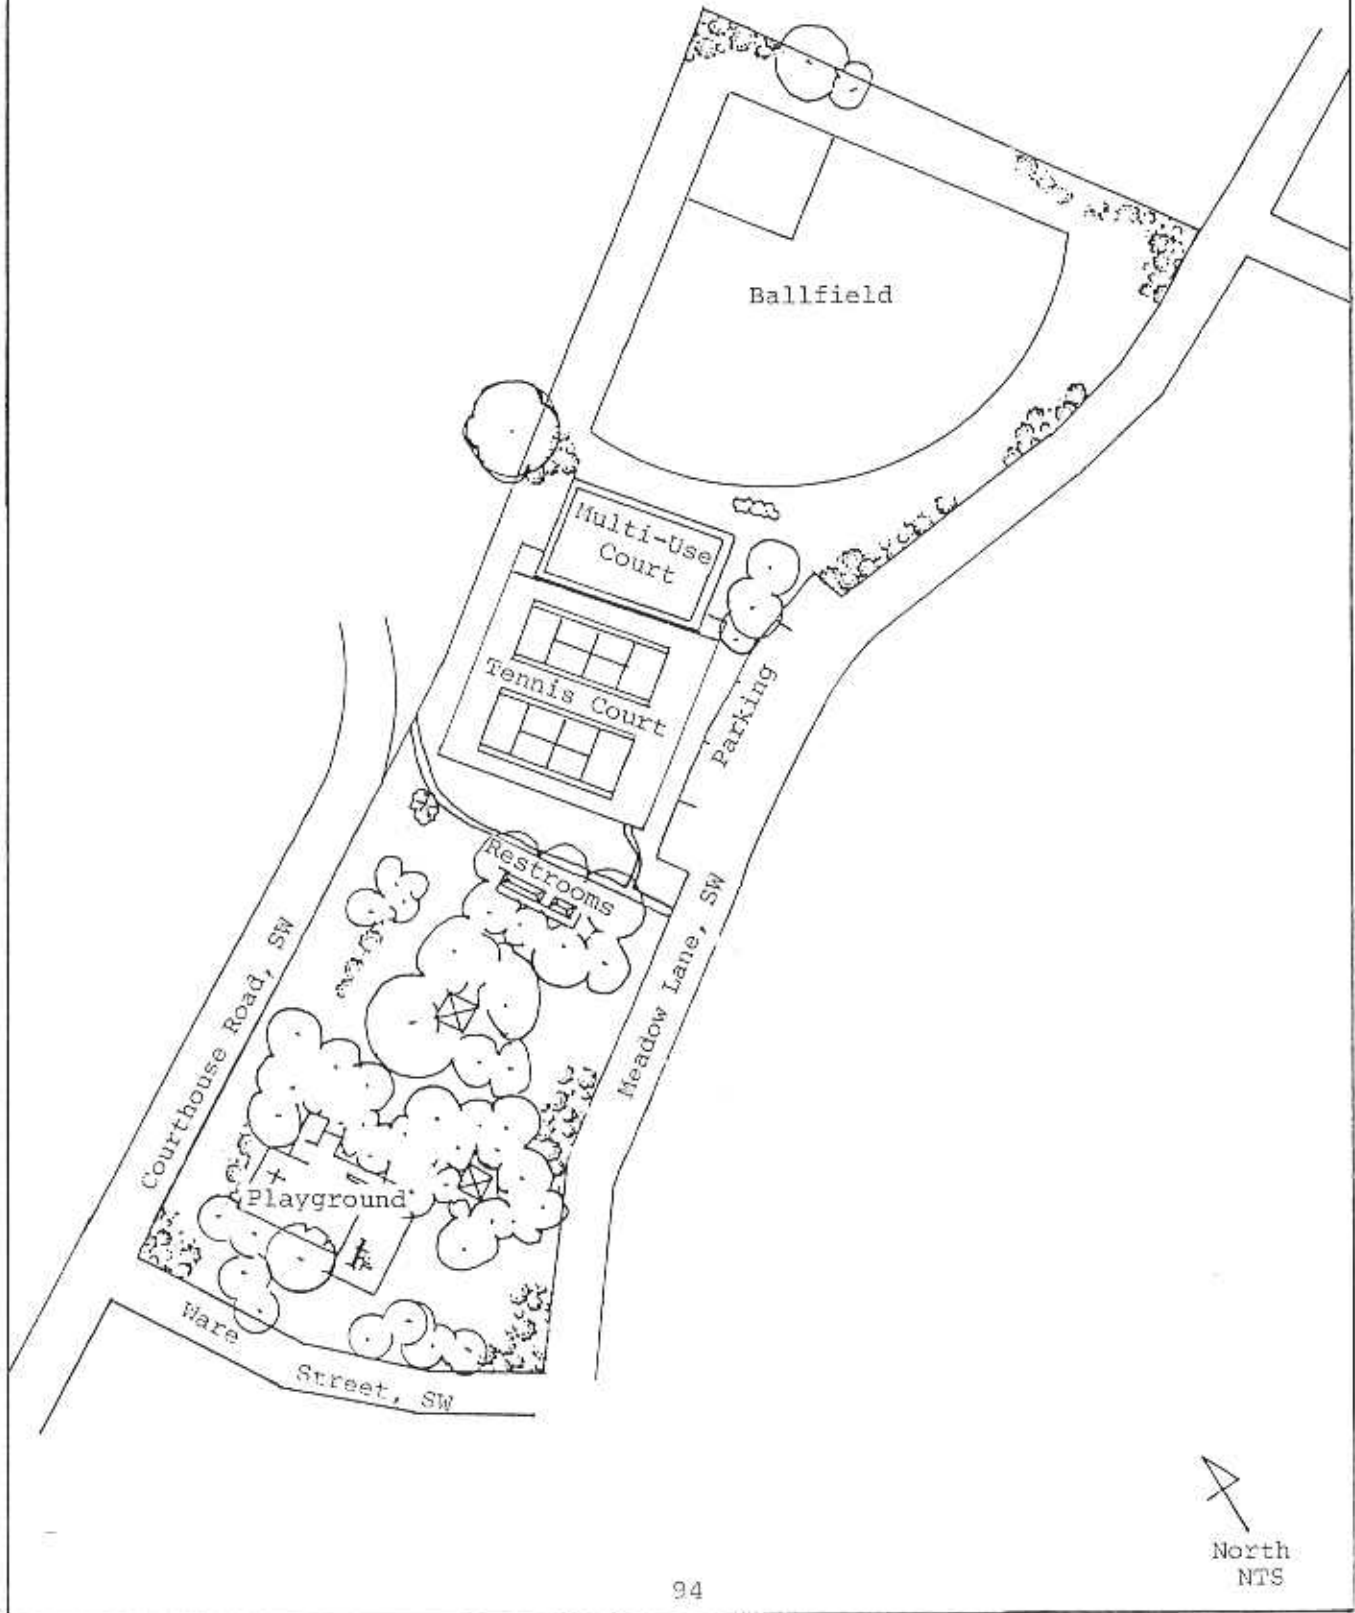 Ballfield
Multi-Use
Court
Tennis Court
Parking
Restrooms
Courthouse Road, SW
Meadow Lane, SW
Playground
Ware
Street, SW
North
NTS
94